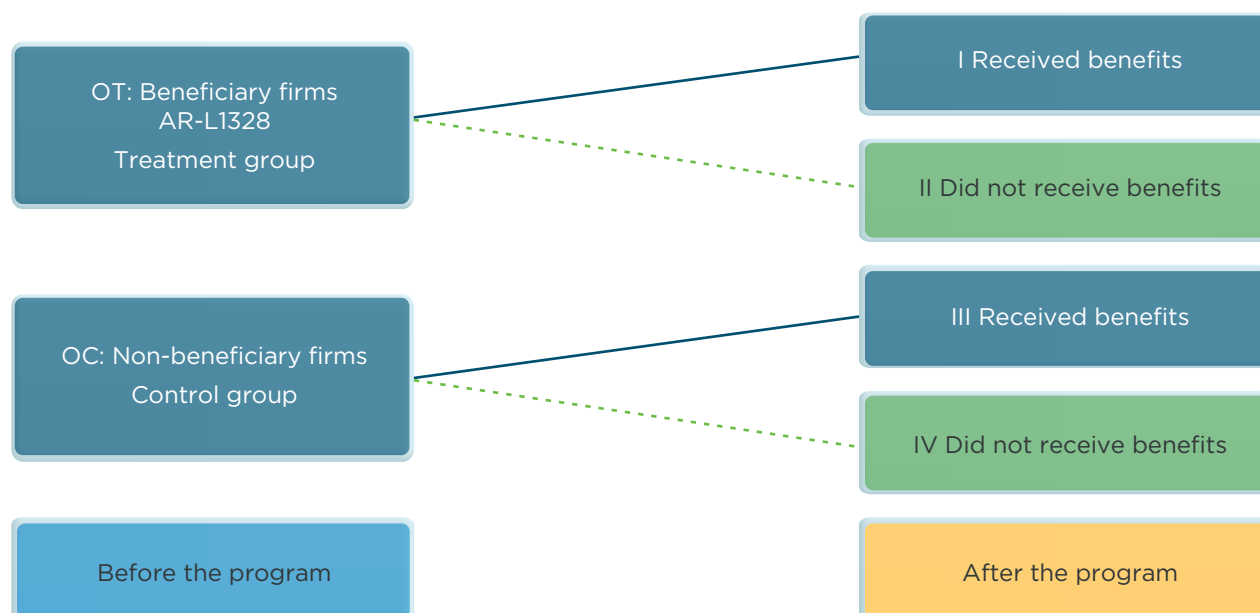 OT: Beneficiary firms
AR-L1328
Treatment group
I Received benefits
II Did not receive benefits
OC: Non-beneficiary firms
Control group
III Received benefits
IV Did not receive benefits
Before the program
After the program